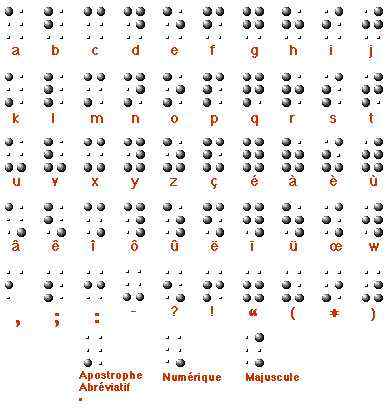 a b c d e f g h i j
k l m n o p q r s t
u v x y z ç é à è ù
â ê î ô û ë ï ü œ w
, ; : - ? ! “ ( * )
Apostrophe Numérique Majuscule
Abréviatif
.